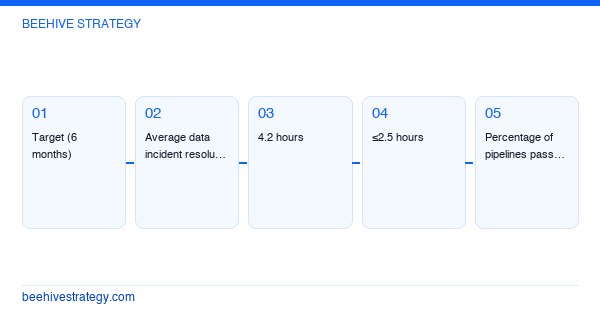 BEEHIVE STRATEGY
01
Target (6
months)
02
Average data
incident resolu…
03
4.2 hours
04
≤2.5 hours
05
Percentage of
pipelines pass…
beehivestrategy.com